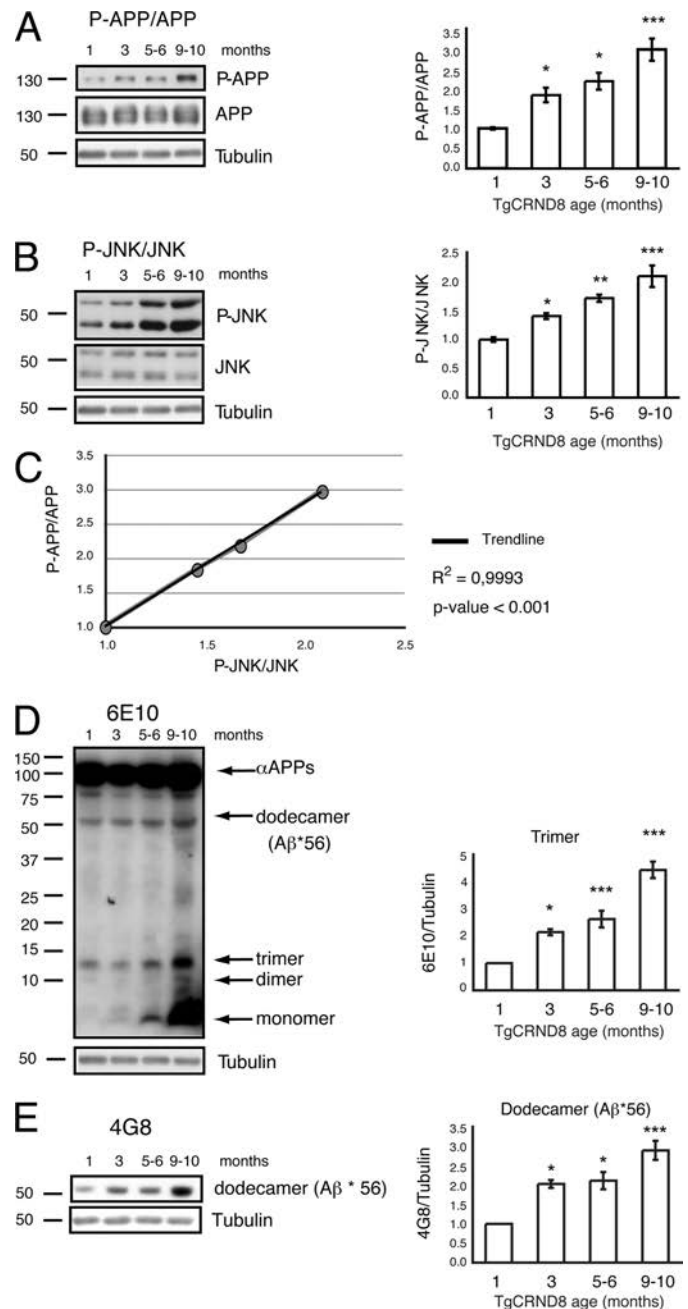 A
P-APP/APP
1 3 5-6 9-10 months
130
P-APP
130
APP
50
Tubulin
P-APP/APP
3.5
3.0
2.5
2.0
1.5
1.0
0.5
0.0
* * ***
1 3 5-6 9-10
TgCRND8 age (months)
B
P-JNK/JNK
1 3 5-6 9-10 months
50
P-JNK
50
JNK
50
Tubulin
P-JNK/JNK
2.5
2.0
1.5
1.0
0.5
0.0
* ** ***
1 3 5-6 9-10
TgCRND8 age (months)
C
P-APP/APP
3.5
3.0
2.5
2.0
1.5
1.0
1.0 1.5 2.0 2.5
P-JNK/JNK
Trendline
R² = 0,9993
p-value < 0.001
D
6E10
1 3 5-6 9-10 months
150
100
75
50
37
25
20
15
10
αAPPs
dodecamer
(Aβ*56)
trimer
dimer
monomer
50
Tubulin
Trimer
6E10/Tubulin
5
4
3
2
1
0
* *** ***
1 3 5-6 9-10
TgCRND8 age (months)
E
4G8
1 3 5-6 9-10 months
50
dodecamer (Aβ * 56)
50
Tubulin
Dodecamer (Aβ*56)
4G8/Tubulin
3.5
3.0
2.5
2.0
1.5
1.0
0.5
0.0
* * ***
1 3 5-6 9-10
TgCRND8 age (months)